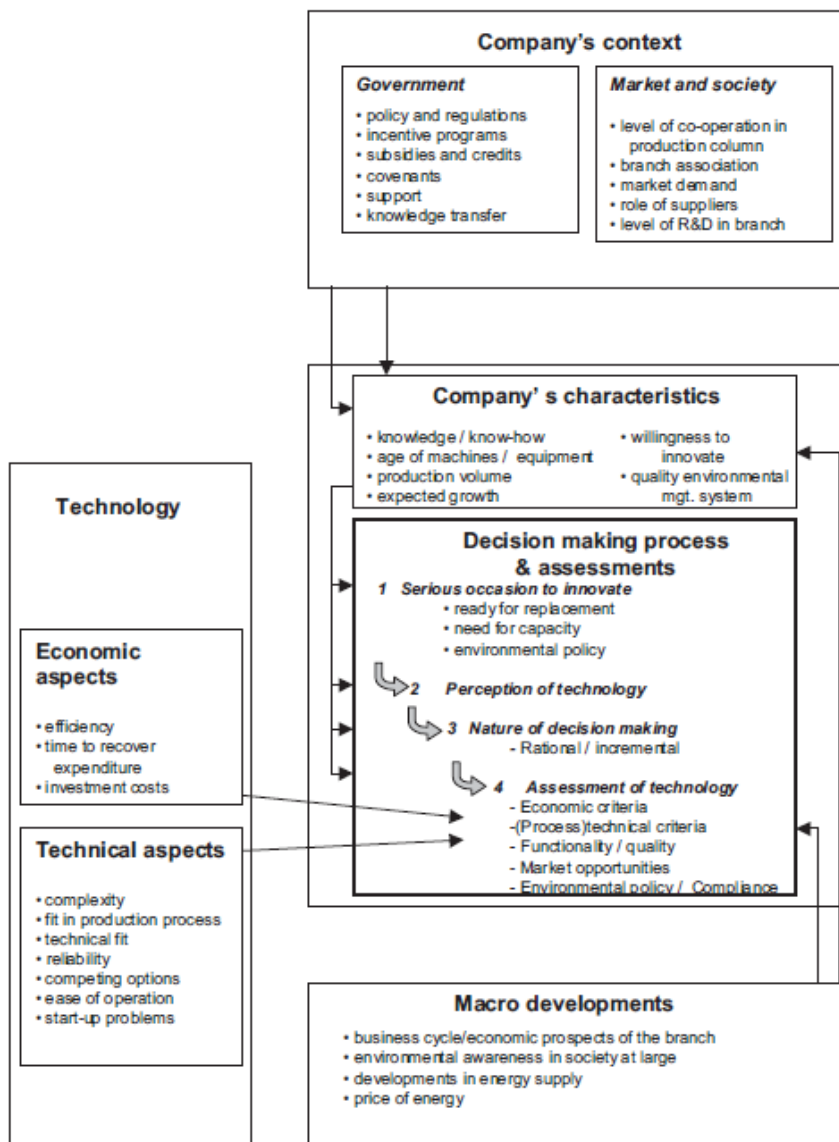 Company's context
Government
• policy and regulations
• incentive programs
• subsidies and credits
• covenants
• support
• knowledge transfer
Market and society
• level of co-operation in
production column
• branch association
• market demand
• role of suppliers
• level of R&D in branch
Company' s characteristics
• knowledge / know-how
• age of machines / equipment
• production volume
• expected growth
• willingness to
innovate
• quality environmental
mgt. system
Technology
Economic
aspects
• efficiency
• time to recover
expenditure
• investment costs
Technical aspects
• complexity
• fit in production process
• technical fit
• reliability
• competing options
• ease of operation
• start-up problems
Decision making process
& assessments
1 Serious occasion to innovate
• ready for replacement
• need for capacity
• environmental policy
2 Perception of technology
3 Nature of decision making
- Rational / incremental
4 Assessment of technology
- Economic criteria
-(Process)technical criteria
- Functionality / quality
- Market opportunities
- Environmental policy / Compliance
Macro developments
• business cycle/economic prospects of the branch
• environmental awareness in society at large
• developments in energy supply
• price of energy